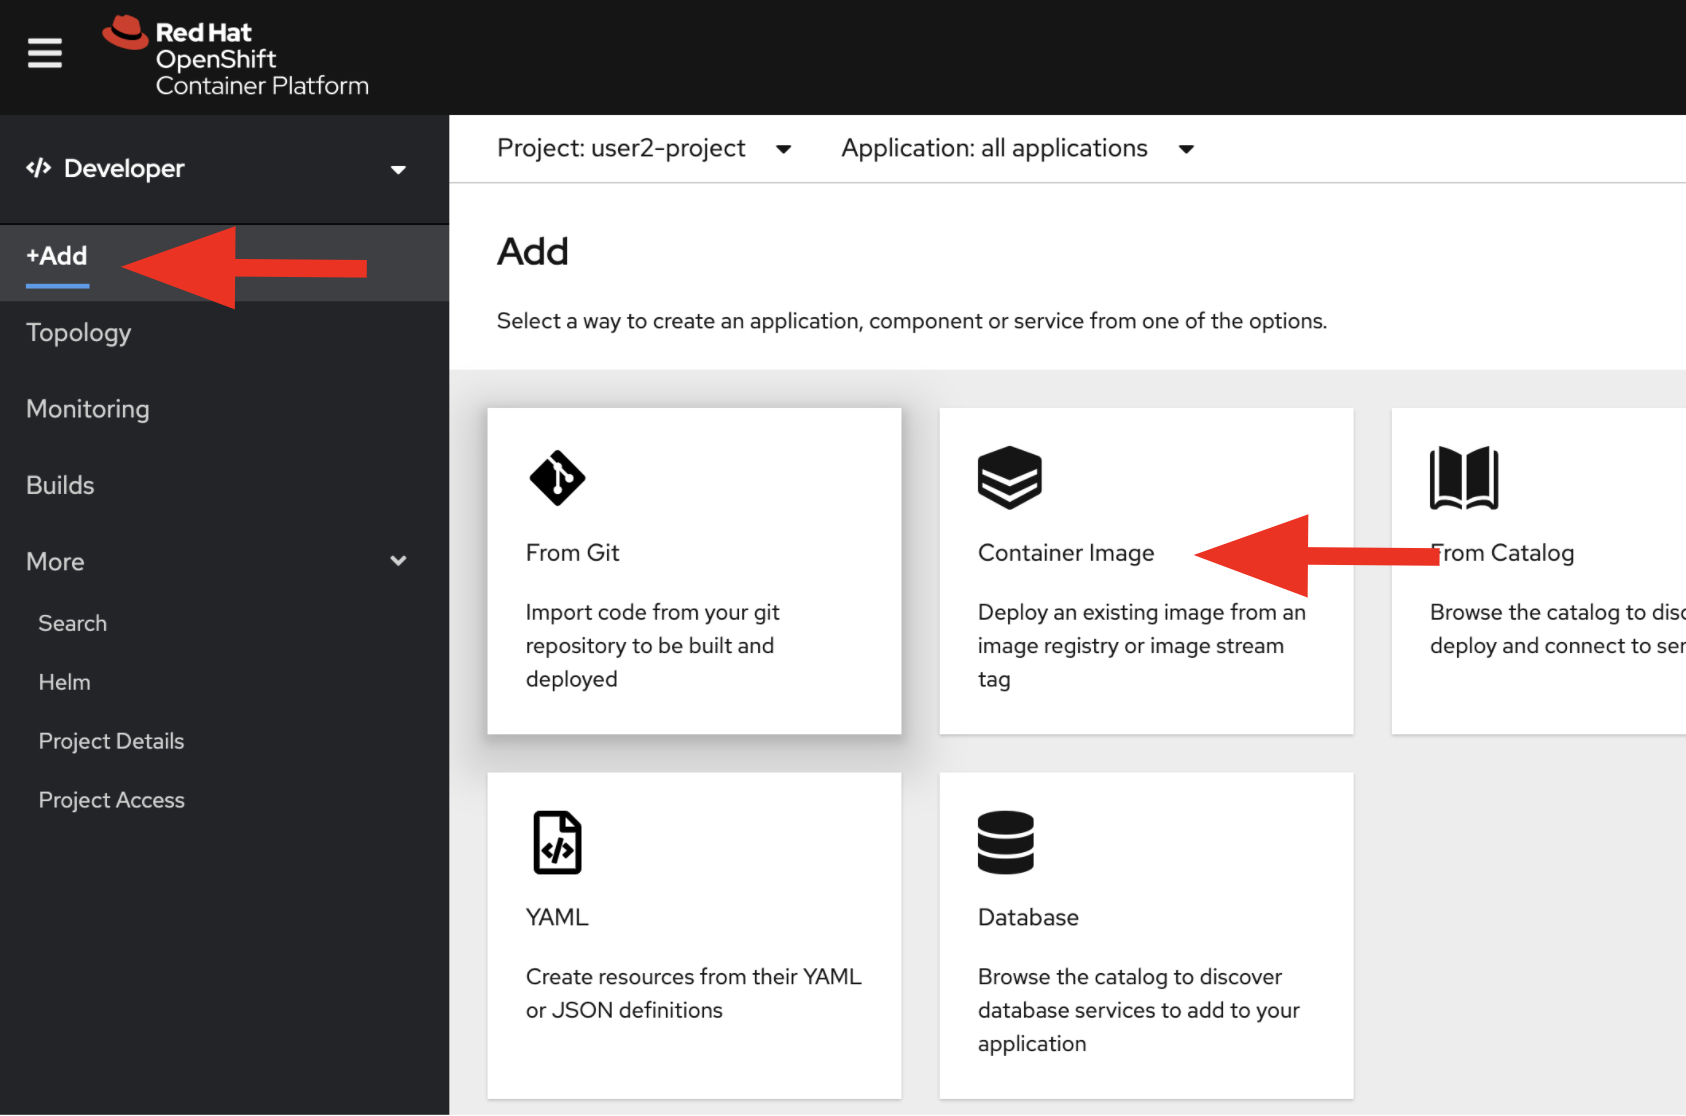 Red Hat
OpenShift
Container Platform
Developer
+Add
Topology
Monitoring
Builds
More
Search
Helm
Project Details
Project Access
Project: user2-project
Application: all applications
Add
Select a way to create an application, component or service from one of the options.
From Git
Import code from your git
repository to be built and
deployed
Container Image
Deploy an existing image from an
image registry or image stream
tag
From Catalog
Browse the catalog to
deploy and connect to
YAML
Create resources from their YAML
or JSON definitions
Database
Browse the catalog to discover
database services to add to your
application